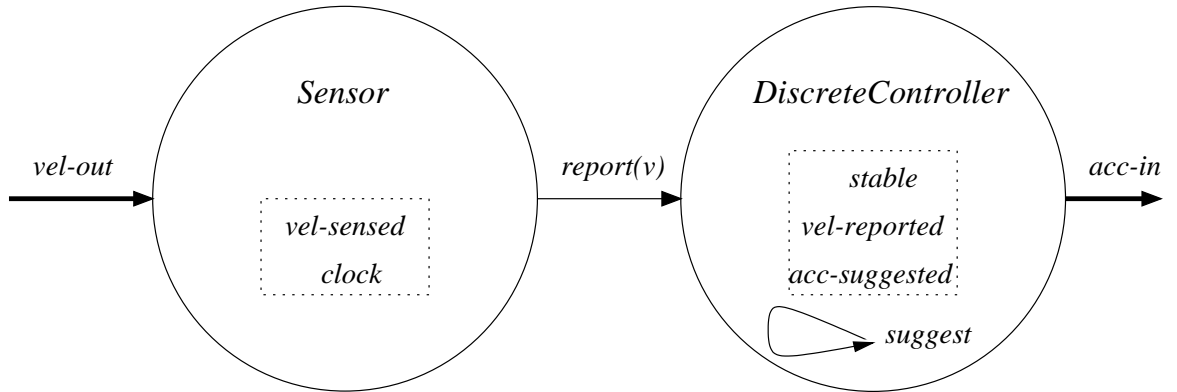 Sensor
DiscreteController
vel-out
report(v)
acc-in
vel-sensed
clock
stable
vel-reported
acc-suggested
suggest